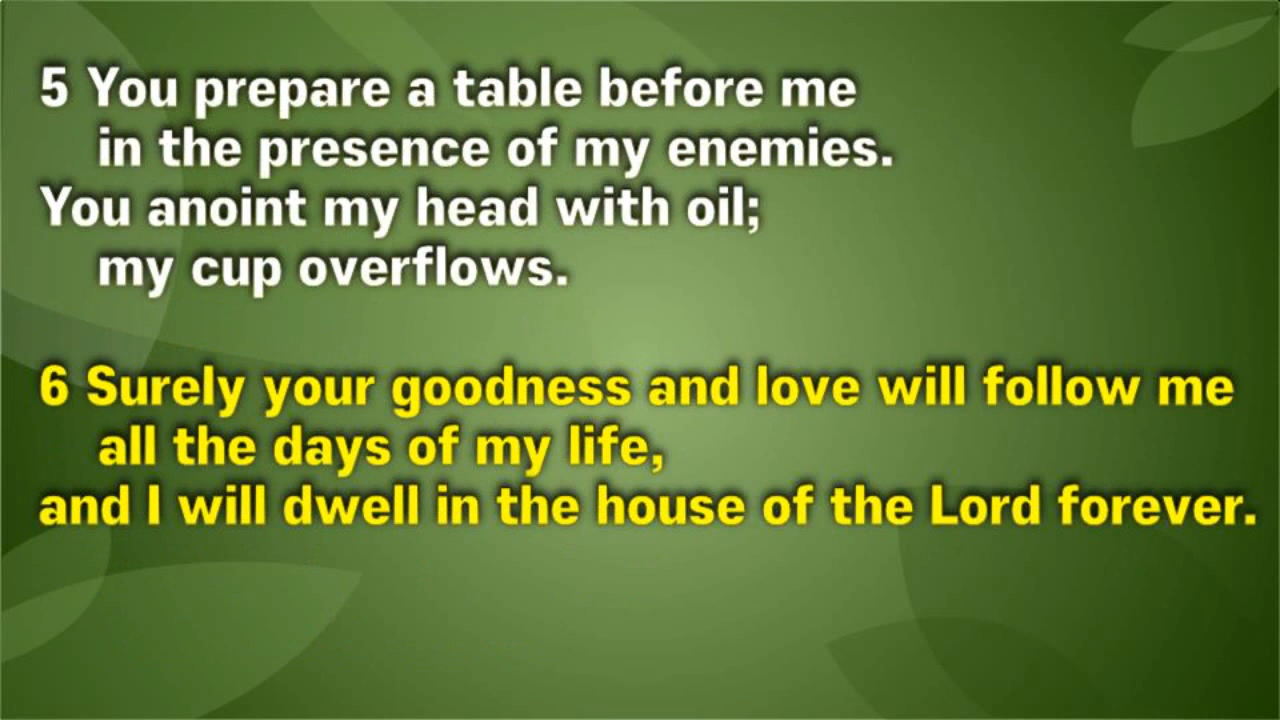 5 You prepare a table before me
in the presence of my enemies.
You anoint my head with oil;
my cup overflows.
6 Surely your goodness and love will follow me
all the days of my life,
and I will dwell in the house of the Lord forever.